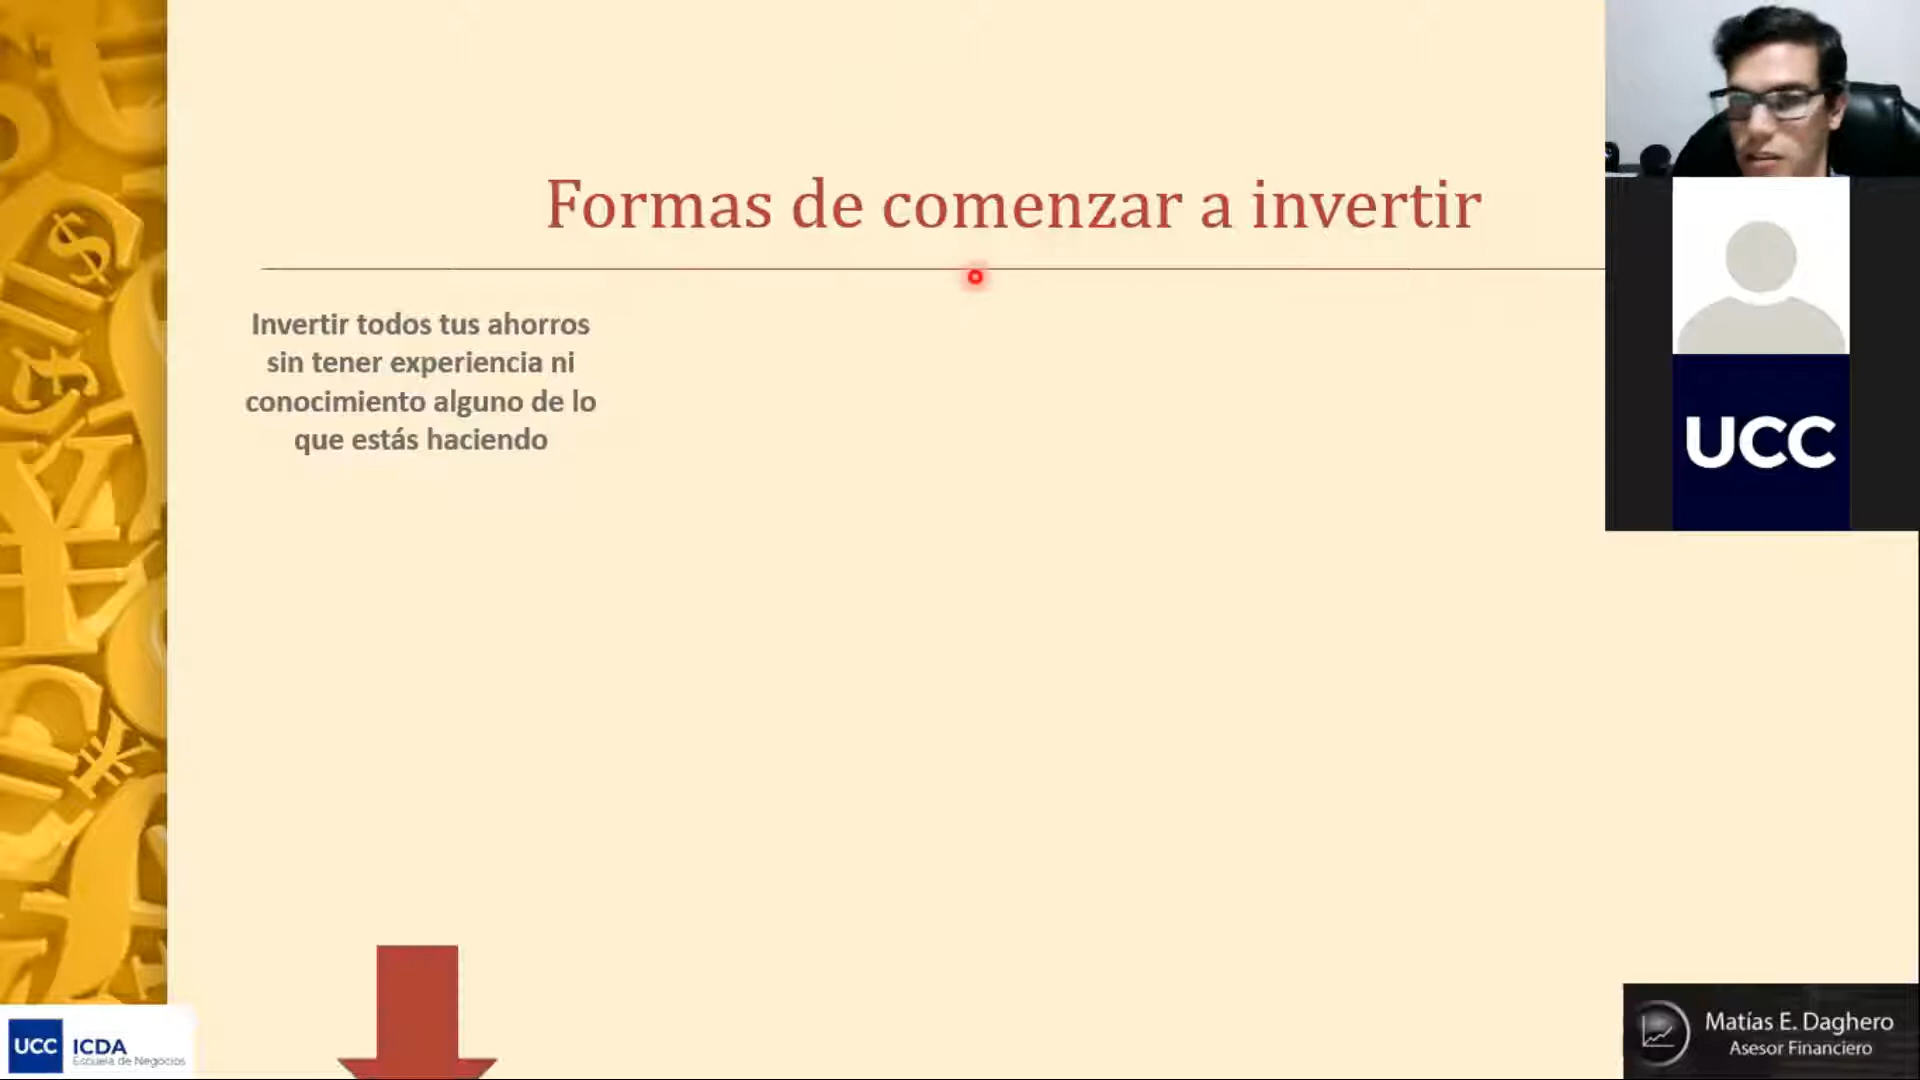 Formas de comenzar a invertir
Invertir todos tus ahorros
sin tener experiencia ni
conocimiento alguno de lo
que estás haciendo
UCC
UCC ICDA
Escuela de Negocios
Matías E. Daghero
Asesor Financiero